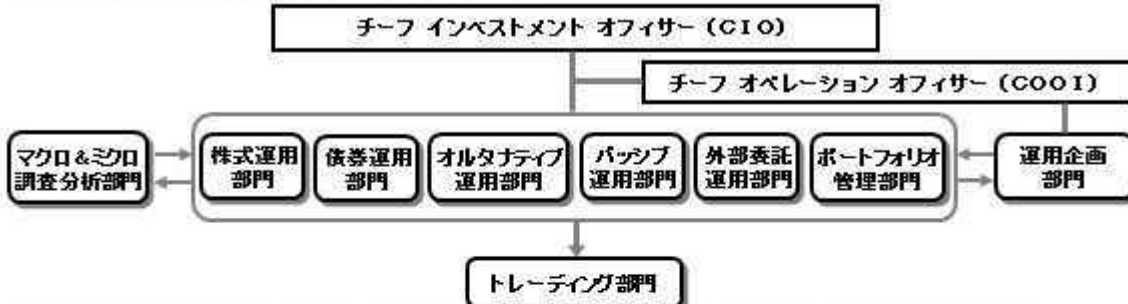 チーフ インベストメント オフィサー (CIO)
チーフ オペレーション オフィサー (COOI)
マクロ&ミクロ
調査分析部門
株式運用
部門
債券運用
部門
オルタナティブ
運用部門
パッシブ
運用部門
外部委託
運用部門
ポートフォリオ
管理部門
運用企画
部門
トレーディング部門